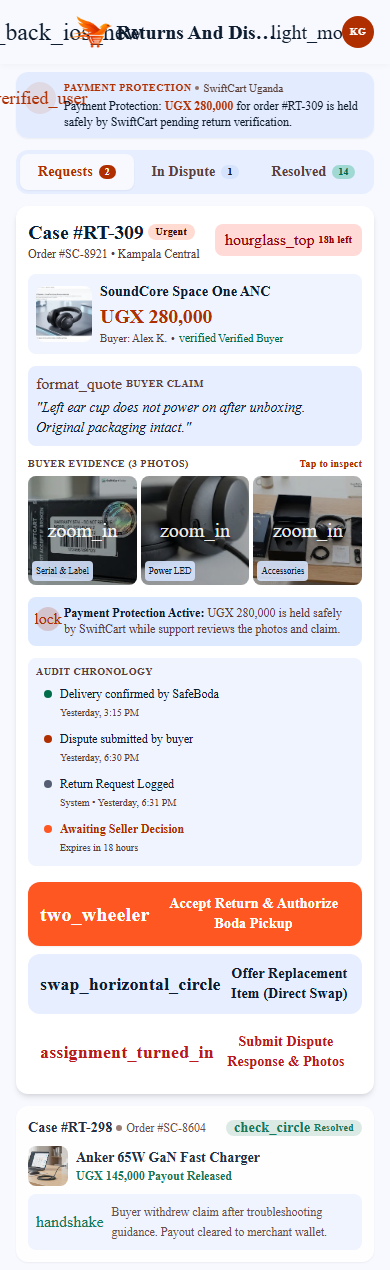 _back_ios_new Returns And Dis... light_mo KG
verified_user PAYMENT PROTECTION • SwiftCart Uganda
Payment Protection: UGX 280,000 for order #RT-309 is held
safely by SwiftCart pending return verification.
Requests 2 In Dispute 1 Resolved 14
Case #RT-309 Urgent
hourglass_top 18h left
Order #SC-8921 • Kampala Central
SoundCore Space One ANC
UGX 280,000
Buyer: Alex K. • verified Verified Buyer
format_quote BUYER CLAIM
"Left ear cup does not power on after unboxing.
Original packaging intact."
BUYER EVIDENCE (3 PHOTOS) Tap to inspect
zoom_in zoom_in zoom_in
Serial & Label Power LED Accessories
lock Payment Protection Active: UGX 280,000 is held safely
by SwiftCart while support reviews the photos and claim.
AUDIT CHRONOLOGY
Delivery confirmed by SafeBoda
Yesterday, 3:15 PM
Dispute submitted by buyer
Yesterday, 6:30 PM
Return Request Logged
System • Yesterday, 6:31 PM
Awaiting Seller Decision
Expires in 18 hours
two_wheeler Accept Return & Authorize
Boda Pickup
swap_horizontal_circle Offer Replacement
Item (Direct Swap)
assignment_turned_in Submit Dispute
Response & Photos
Case #RT-298 • Order #SC-8604 check_circle Resolved
Anker 65W GaN Fast Charger
UGX 145,000 Payout Released
handshake Buyer withdrew claim after troubleshooting
guidance. Payout cleared to merchant wallet.